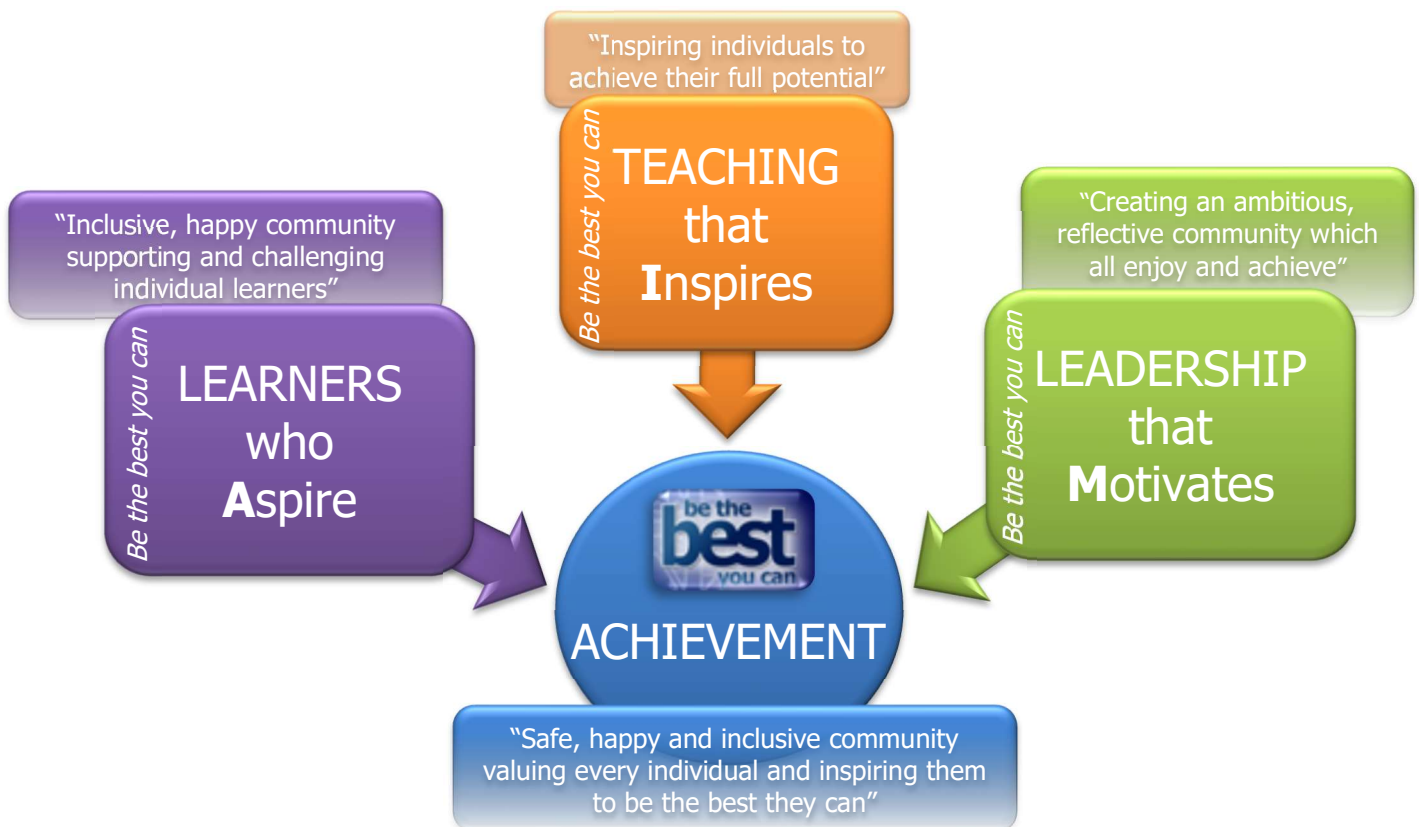 “Inspiring individuals to
achieve their full potential”
Be the best you can
TEACHING
that
Inspires
“Inclusive, happy community
supporting and challenging
individual learners”
Be the best you can
LEARNERS
who
Aspire
“Creating an ambitious,
reflective community which
all enjoy and achieve”
Be the best you can
LEADERSHIP
that
Motivates
be the
best
you can
ACHIEVEMENT
“Safe, happy and inclusive community
valuing every individual and inspiring them
to be the best they can”